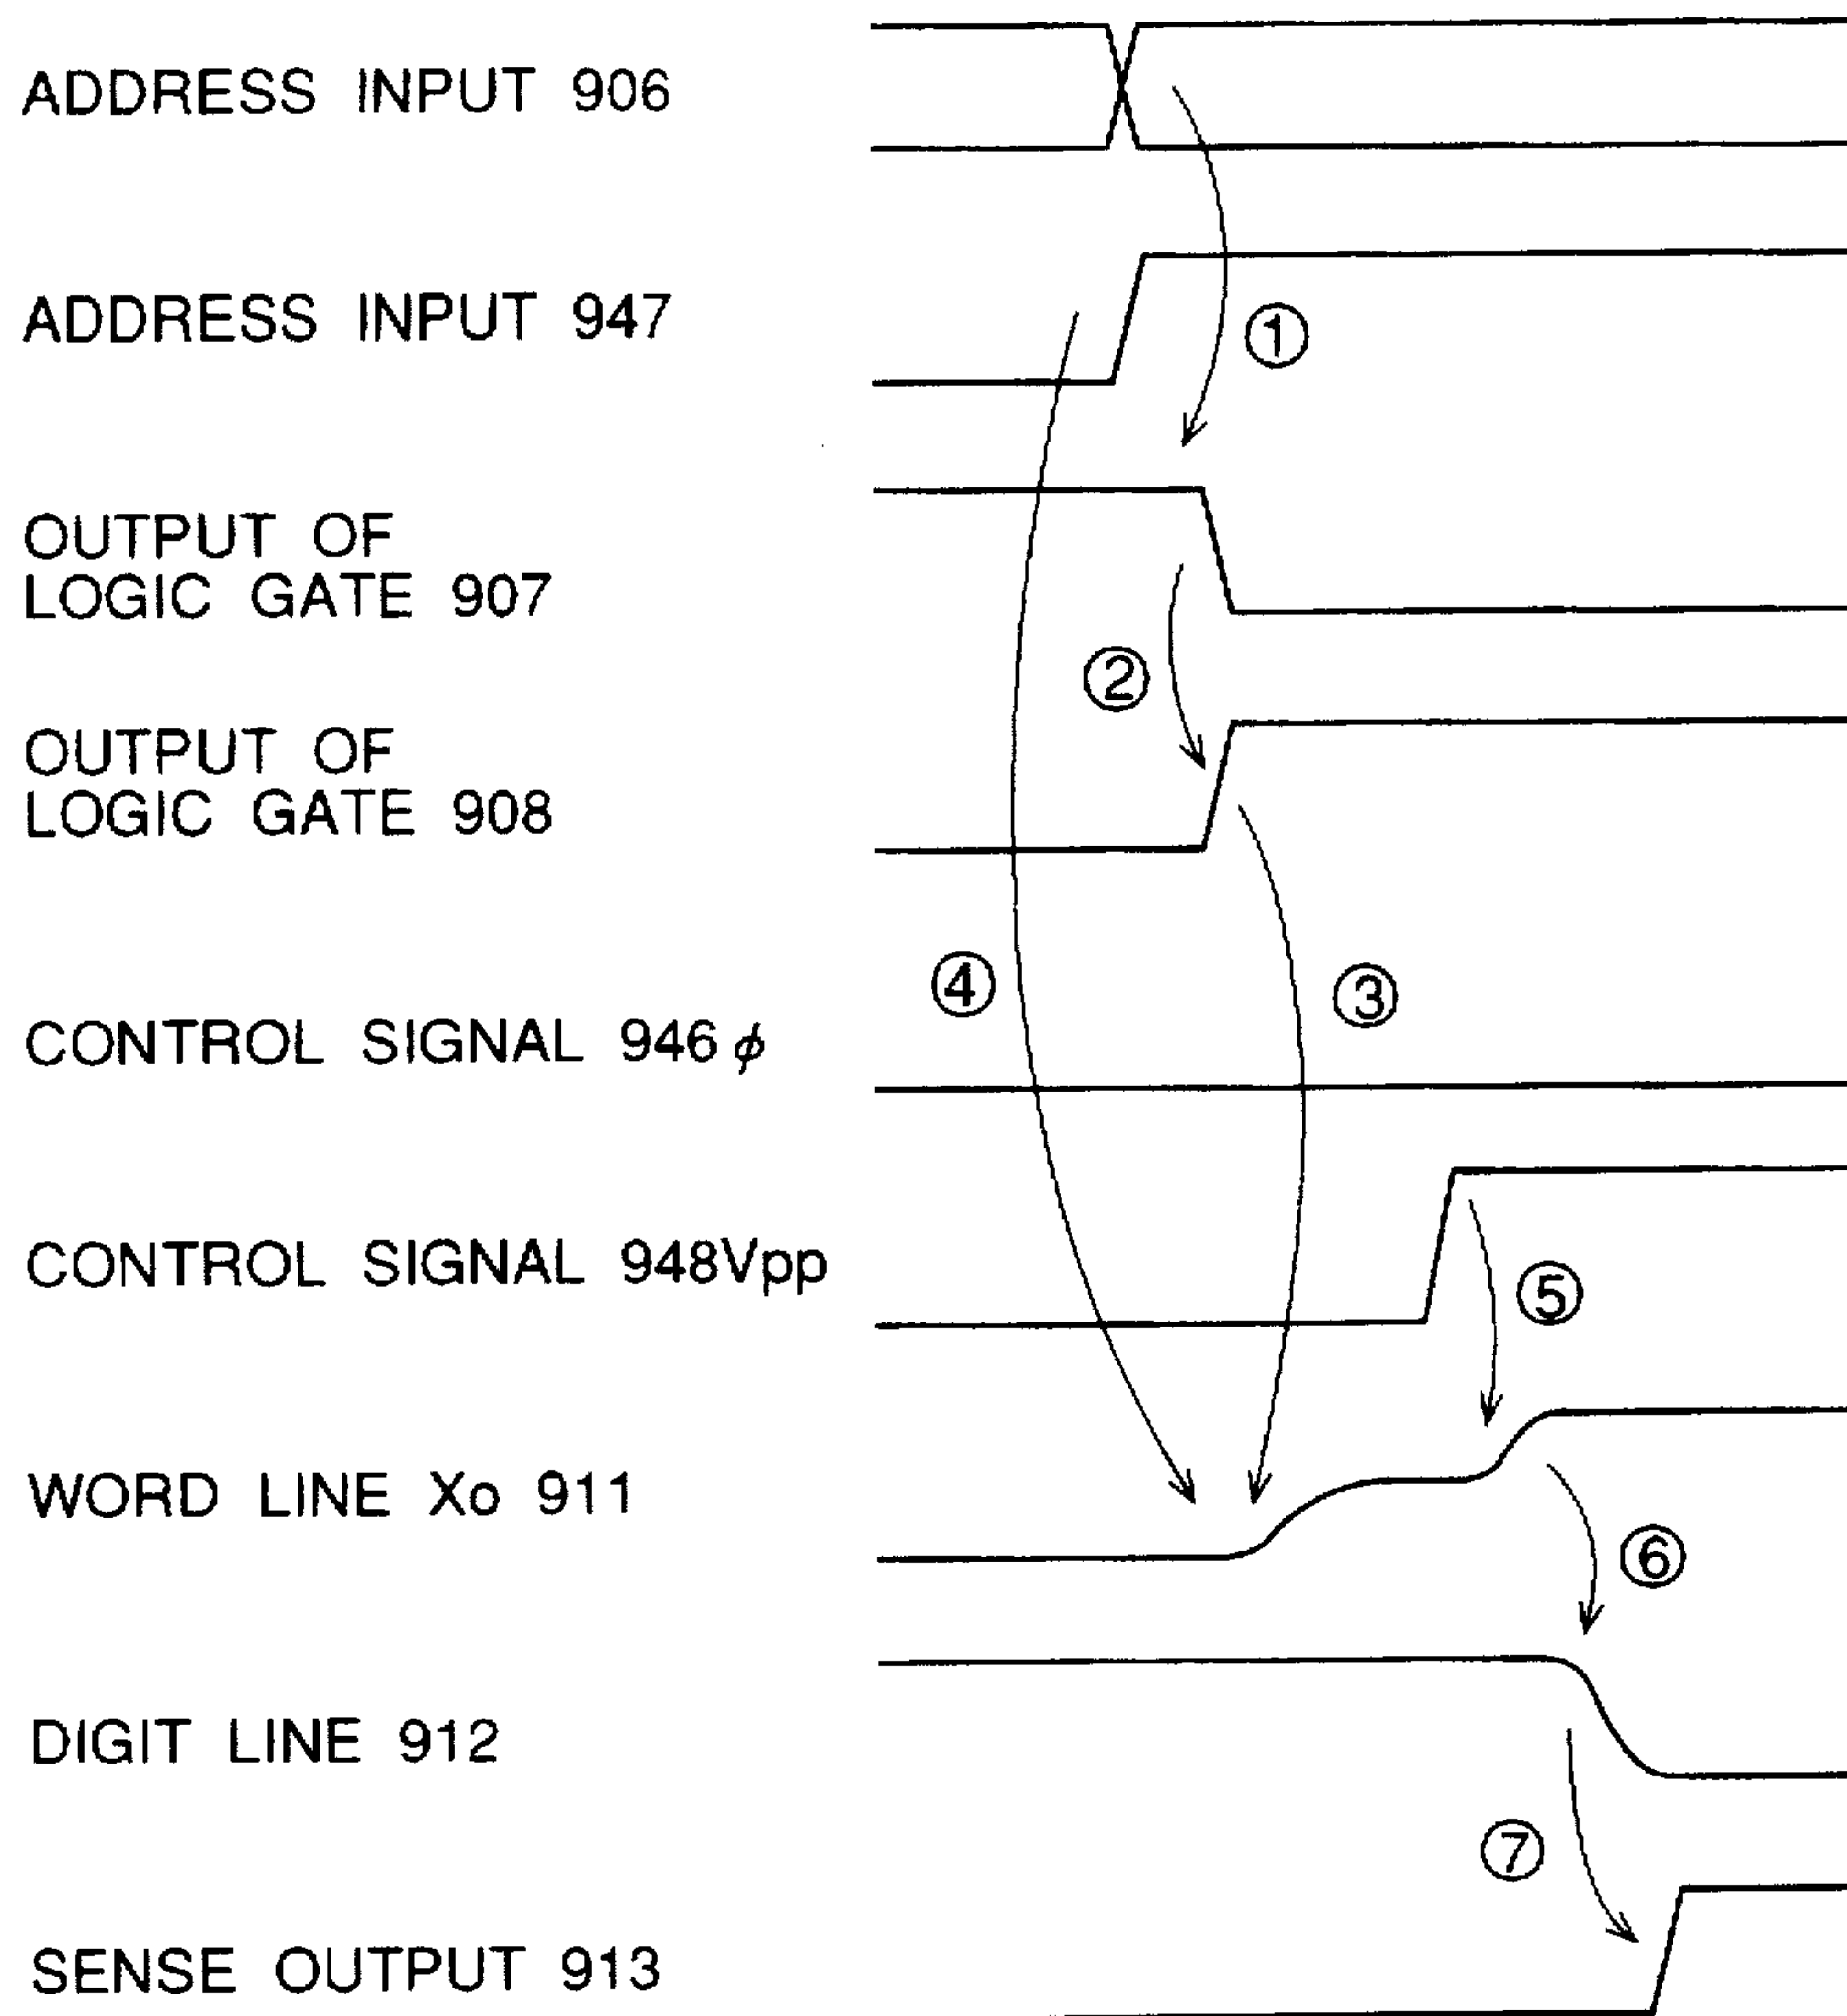 ADDRESS INPUT 906
ADDRESS INPUT 947
①
OUTPUT OF
LOGIC GATE 907
②
OUTPUT OF
LOGIC GATE 908
④
③
CONTROL SIGNAL 946 ϕ
CONTROL SIGNAL 948Vpp
⑤
WORD LINE Xo 911
⑥
DIGIT LINE 912
⑦
SENSE OUTPUT 913